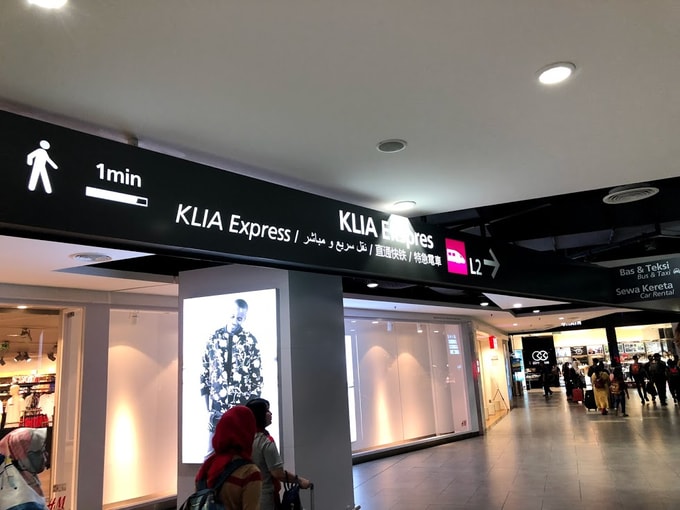 1min
KLIA Expres
KLIA Express / نقل سريع و مباشر / 直通快铁 / 特急電車
L2
Bas & Teksi
Bus & Taxi
Sewa Kereta
Car Rental
H&M